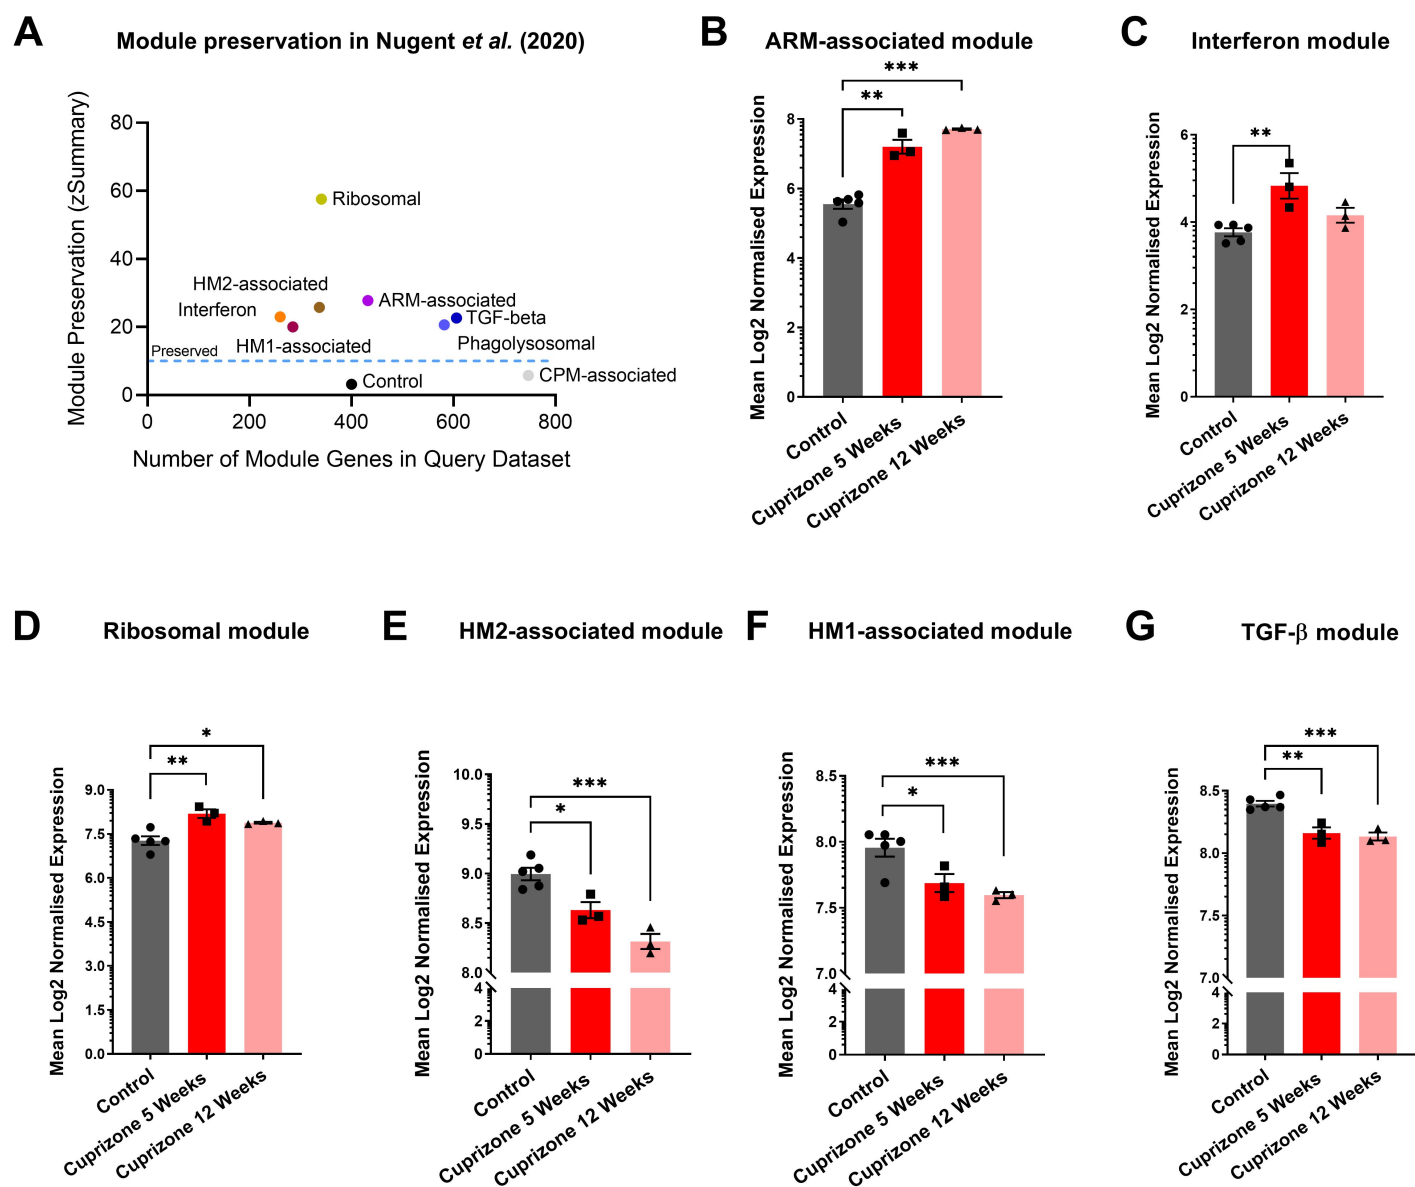 A
Module preservation in Nugent et al. (2020)
Module Preservation (zSummary)
80
60
40
20
0
Ribosomal
HM2-associated
Interferon
ARM-associated
TGF-beta
HM1-associated
Phagolysosomal
Preserved
Control
CPM-associated
0 200 400 600 800
Number of Module Genes in Query Dataset
B
ARM-associated module
***
**
Mean Log2 Normalised Expression
8
6
4
2
0
Control
Cuprizone 5 Weeks
Cuprizone 12 Weeks
C
Interferon module
**
Mean Log2 Normalised Expression
6
4
2
0
Control
Cuprizone 5 Weeks
Cuprizone 12 Weeks
D
Ribosomal module
*
**
Mean Log2 Normalised Expression
9.0
7.5
6.0
4.5
3.0
1.5
0.0
Control
Cuprizone 5 Weeks
Cuprizone 12 Weeks
E
HM2-associated module
***
*
Mean Log2 Normalised Expression
10.0
9.5
9.0
8.5
8.0
4
2
0
Control
Cuprizone 5 Weeks
Cuprizone 12 Weeks
F
HM1-associated module
***
*
Mean Log2 Normalised Expression
8.5
8.0
7.5
7.0
4
2
0
Control
Cuprizone 5 Weeks
Cuprizone 12 Weeks
G
TGF-β module
***
**
Mean Log2 Normalised Expression
8.5
8.0
7.5
7.0
4
2
0
Control
Cuprizone 5 Weeks
Cuprizone 12 Weeks